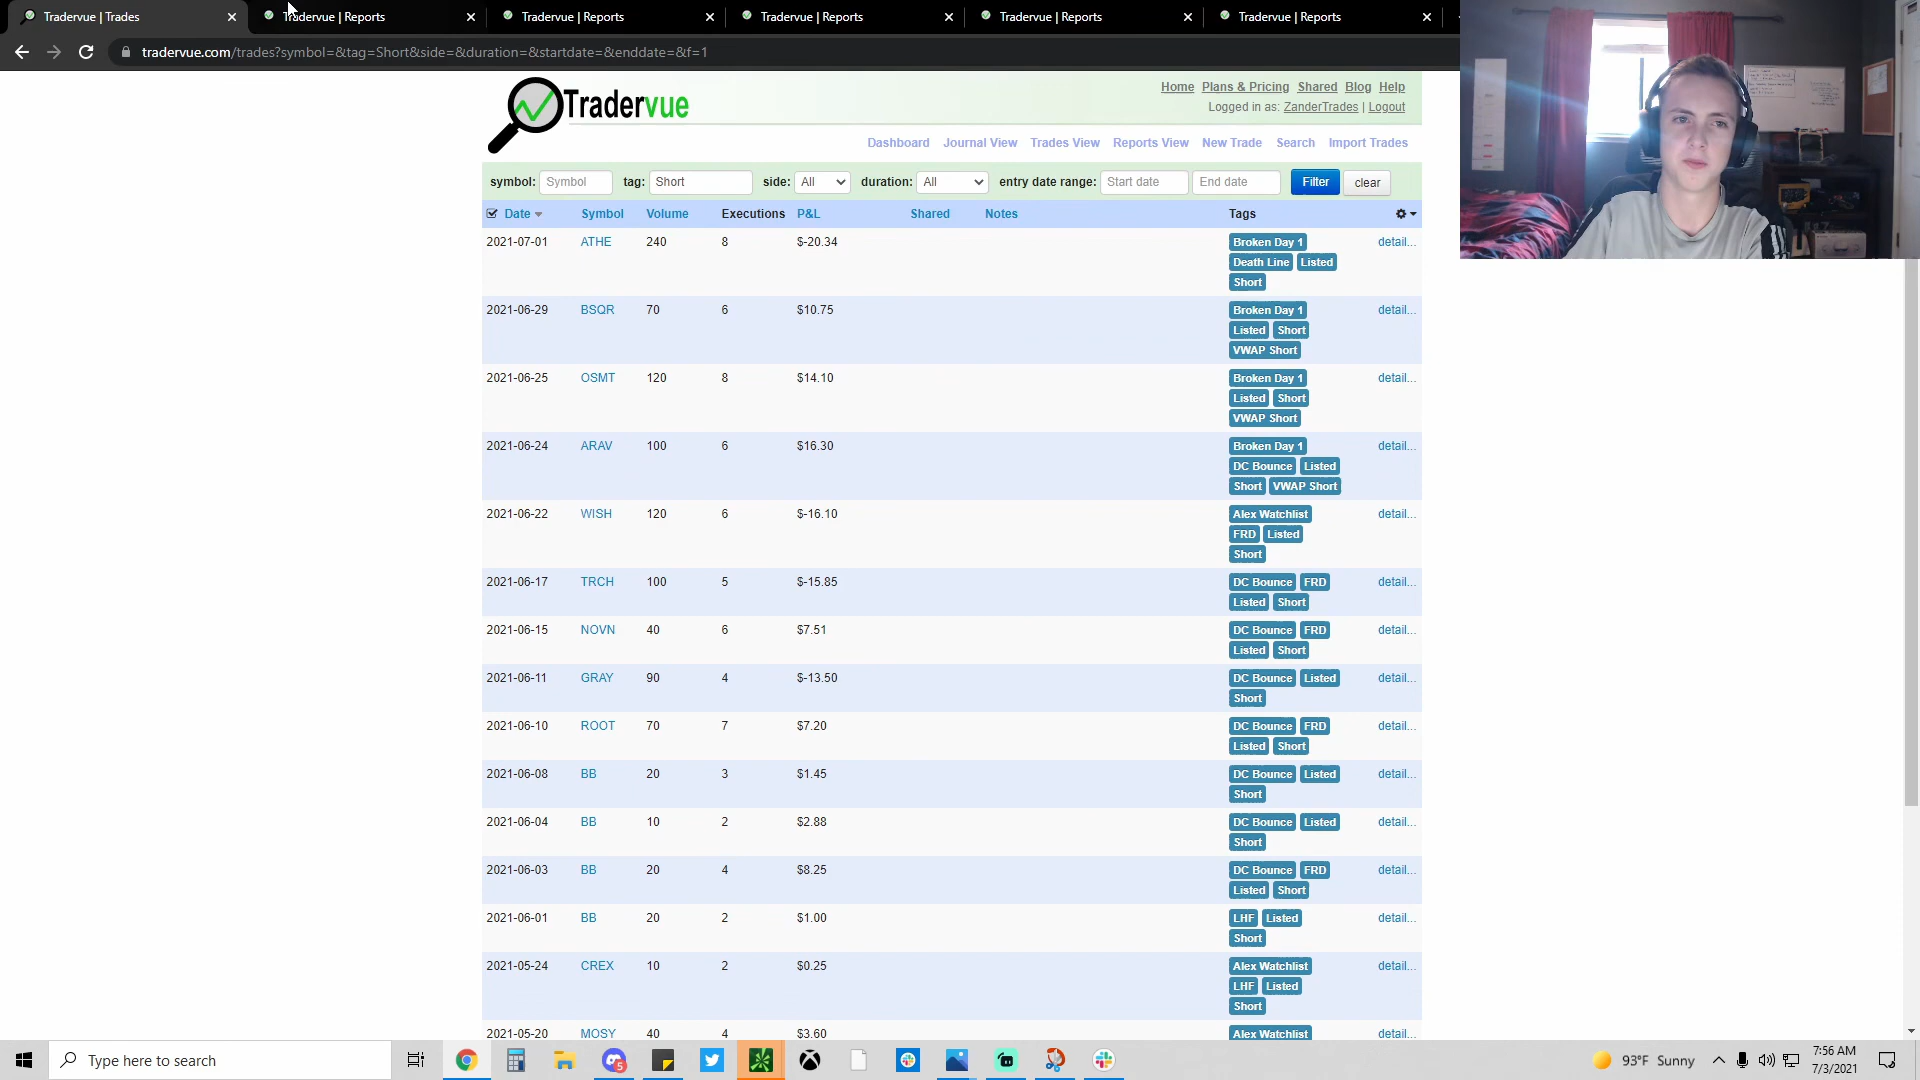 Tradervue | Trades
Tradervue | Reports
Tradervue | Reports
Tradervue | Reports
Tradervue | Reports
Tradervue | Reports
tradervue.com/trades?symbol=&tag=Short&side=&duration=&startdate=&enddate=&f=1
Home Plans & Pricing Shared Blog Help
Tradervue
Logged in as: ZanderTrades | Logout
Dashboard Journal View Trades View Reports View New Trade Search Import Trades
symbol: Symbol tag: Short side: All duration: All entry date range: Start date End date Filter clear
Date Symbol Volume Executions P&L Shared Notes Tags
2021-07-01 ATHE 240 8 $-20.34 Broken Day 1 detail...
Death Line Listed
Short
2021-06-29 BSQR 70 6 $10.75 Broken Day 1 detail...
Listed Short
VWAP Short
2021-06-25 OSMT 120 8 $14.10 Broken Day 1 detail...
Listed Short
VWAP Short
2021-06-24 ARAV 100 6 $16.30 Broken Day 1 detail...
DC Bounce Listed
Short VWAP Short
2021-06-22 WISH 120 6 $-16.10 Alex Watchlist detail...
FRD Listed
Short
2021-06-17 TRCH 100 5 $-15.85 DC Bounce FRD detail...
Listed Short
2021-06-15 NOVN 40 6 $7.51 DC Bounce FRD detail...
Listed Short
2021-06-11 GRAY 90 4 $-13.50 DC Bounce Listed detail...
Short
2021-06-10 ROOT 70 7 $7.20 DC Bounce FRD detail...
Listed Short
2021-06-08 BB 20 3 $1.45 DC Bounce Listed detail...
Short
2021-06-04 BB 10 2 $2.88 DC Bounce Listed detail...
Short
2021-06-03 BB 20 4 $8.25 DC Bounce FRD detail...
Listed Short
2021-06-01 BB 20 2 $1.00 LHF Listed detail...
Short
2021-05-24 CREX 10 2 $0.25 Alex Watchlist detail...
LHF Listed
Short
2021-05-20 MOSY 40 4 $3.60 Alex Watchlist detail...
Type here to search
5
93°F Sunny
7:56 AM
7/3/2021